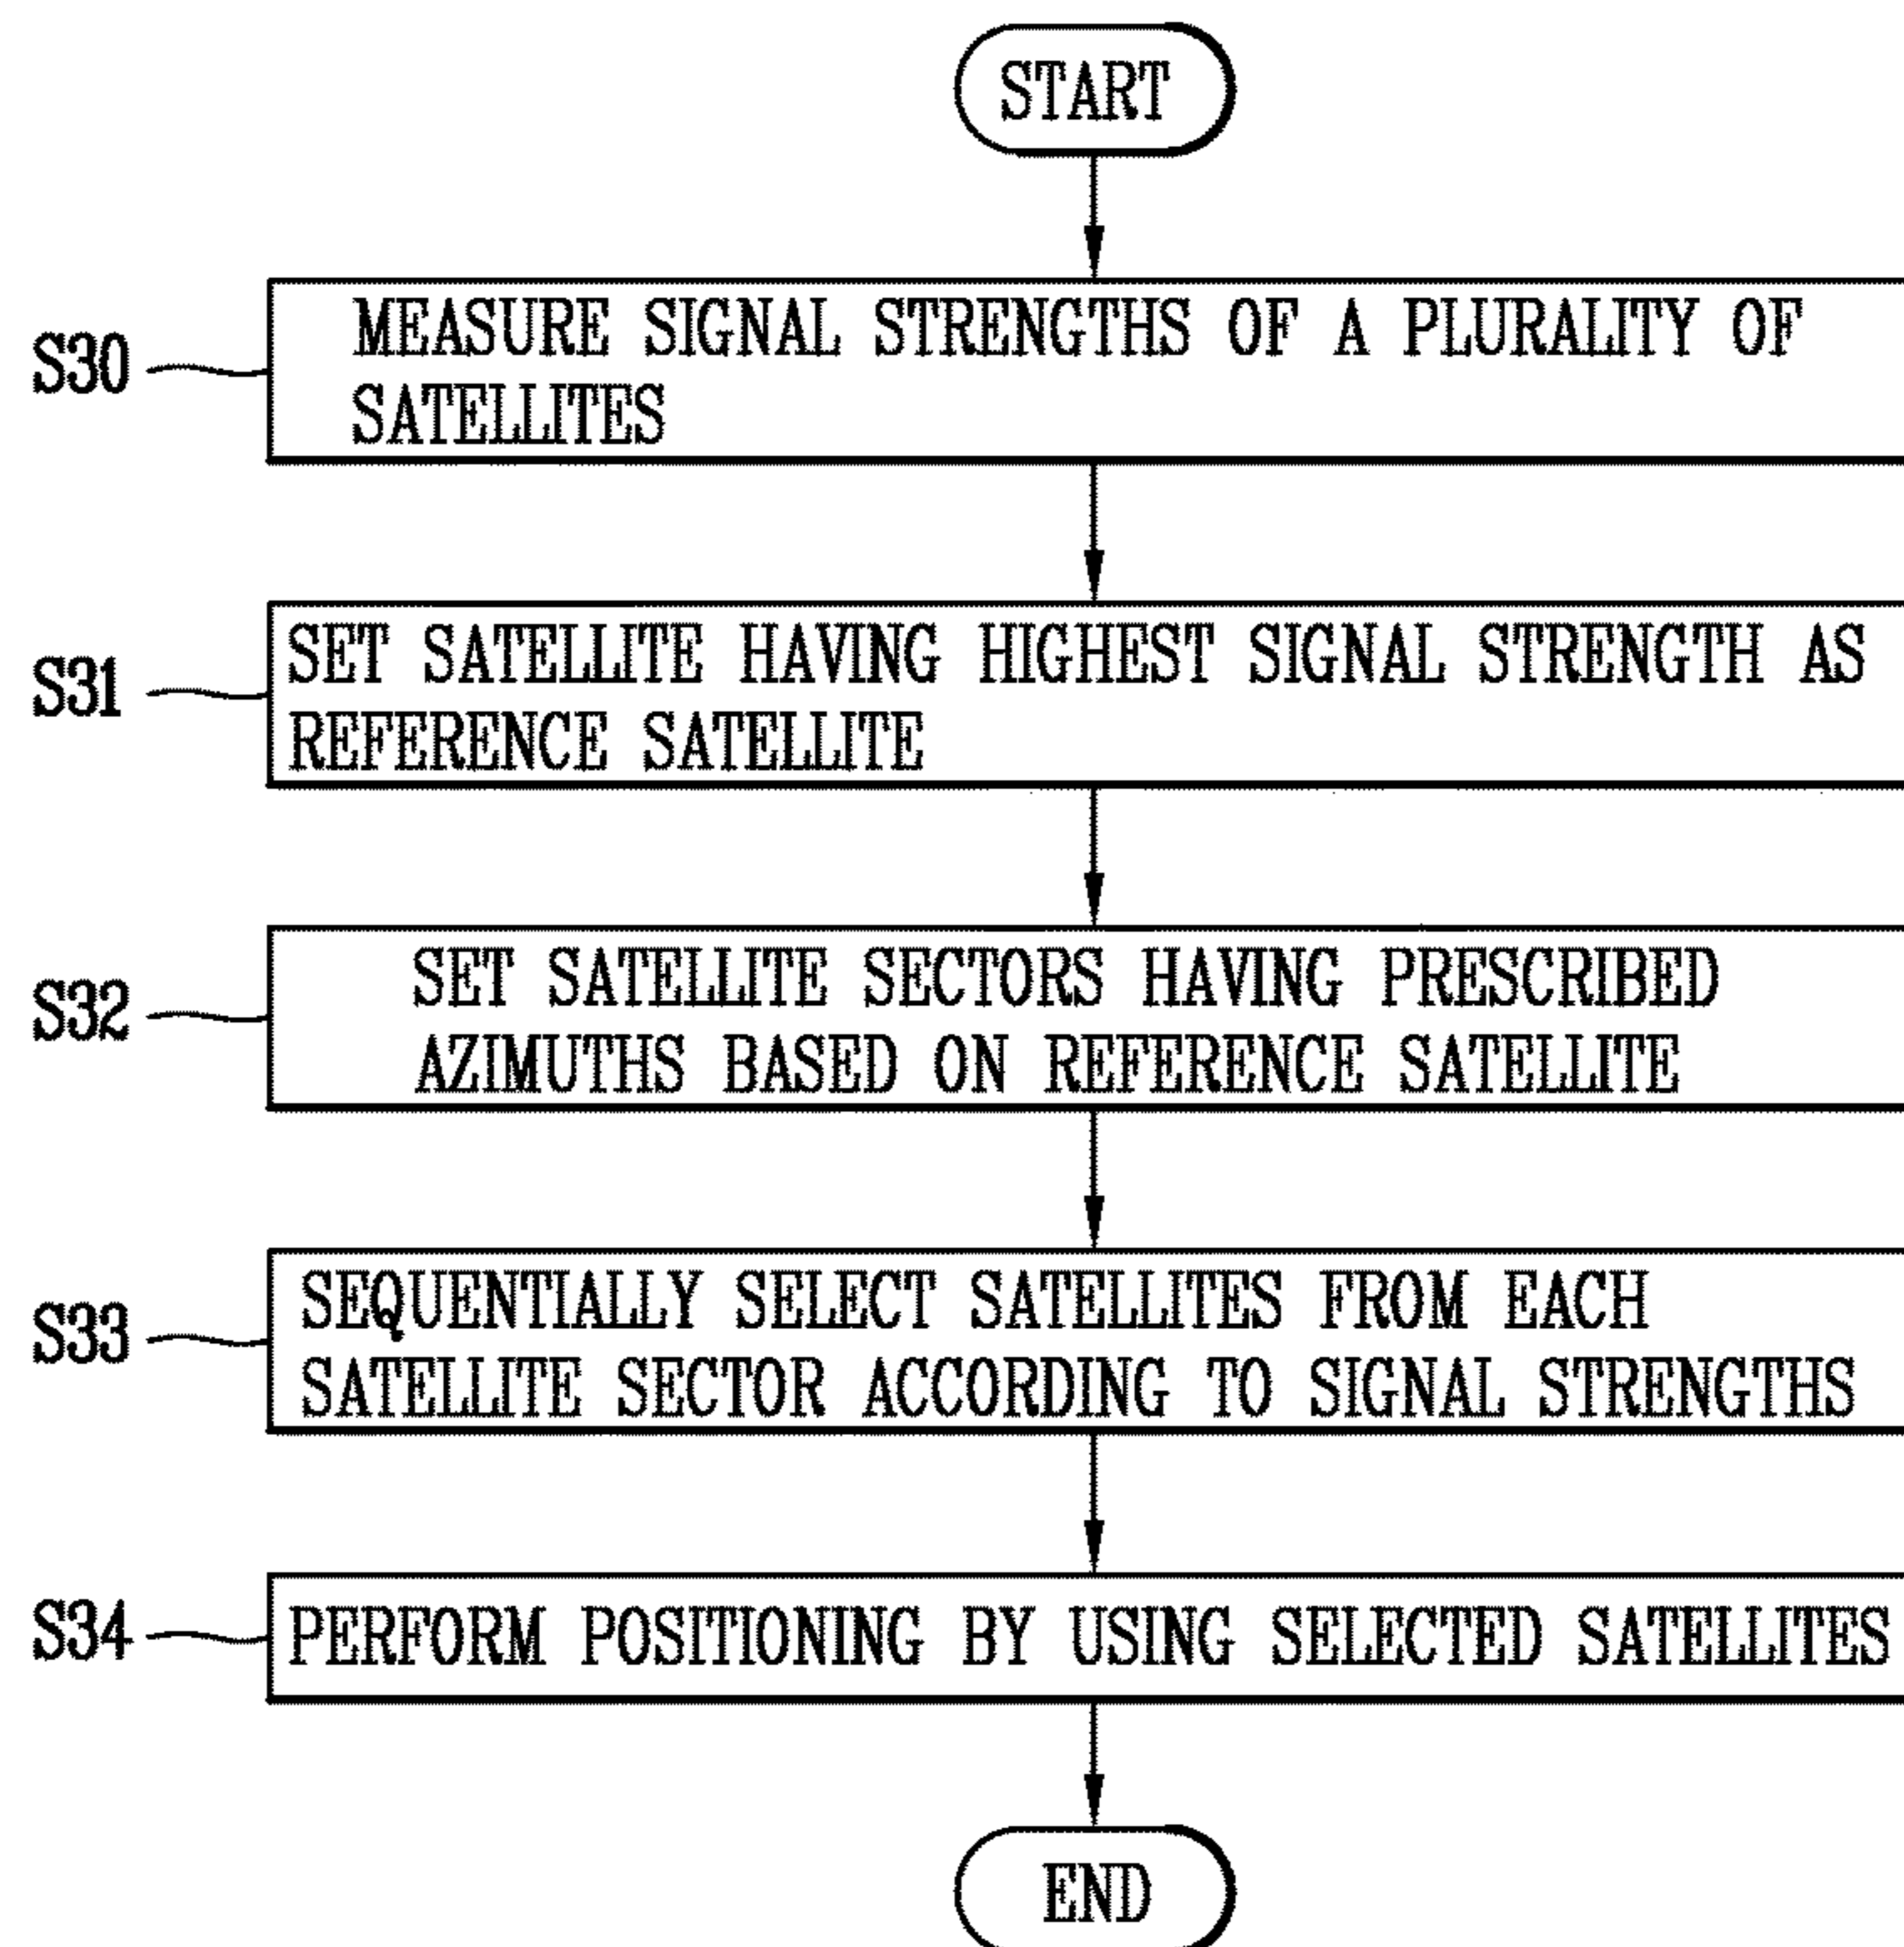 START
S30
MEASURE SIGNAL STRENGTHS OF A PLURALITY OF
SATELLITES
S31
SET SATELLITE HAVING HIGHEST SIGNAL STRENGTH AS
REFERENCE SATELLITE
S32
SET SATELLITE SECTORS HAVING PRESCRIBED
AZIMUTHS BASED ON REFERENCE SATELLITE
S33
SEQUENTIALLY SELECT SATELLITES FROM EACH
SATELLITE SECTOR ACCORDING TO SIGNAL STRENGTHS
S34
PERFORM POSITIONING BY USING SELECTED SATELLITES
END